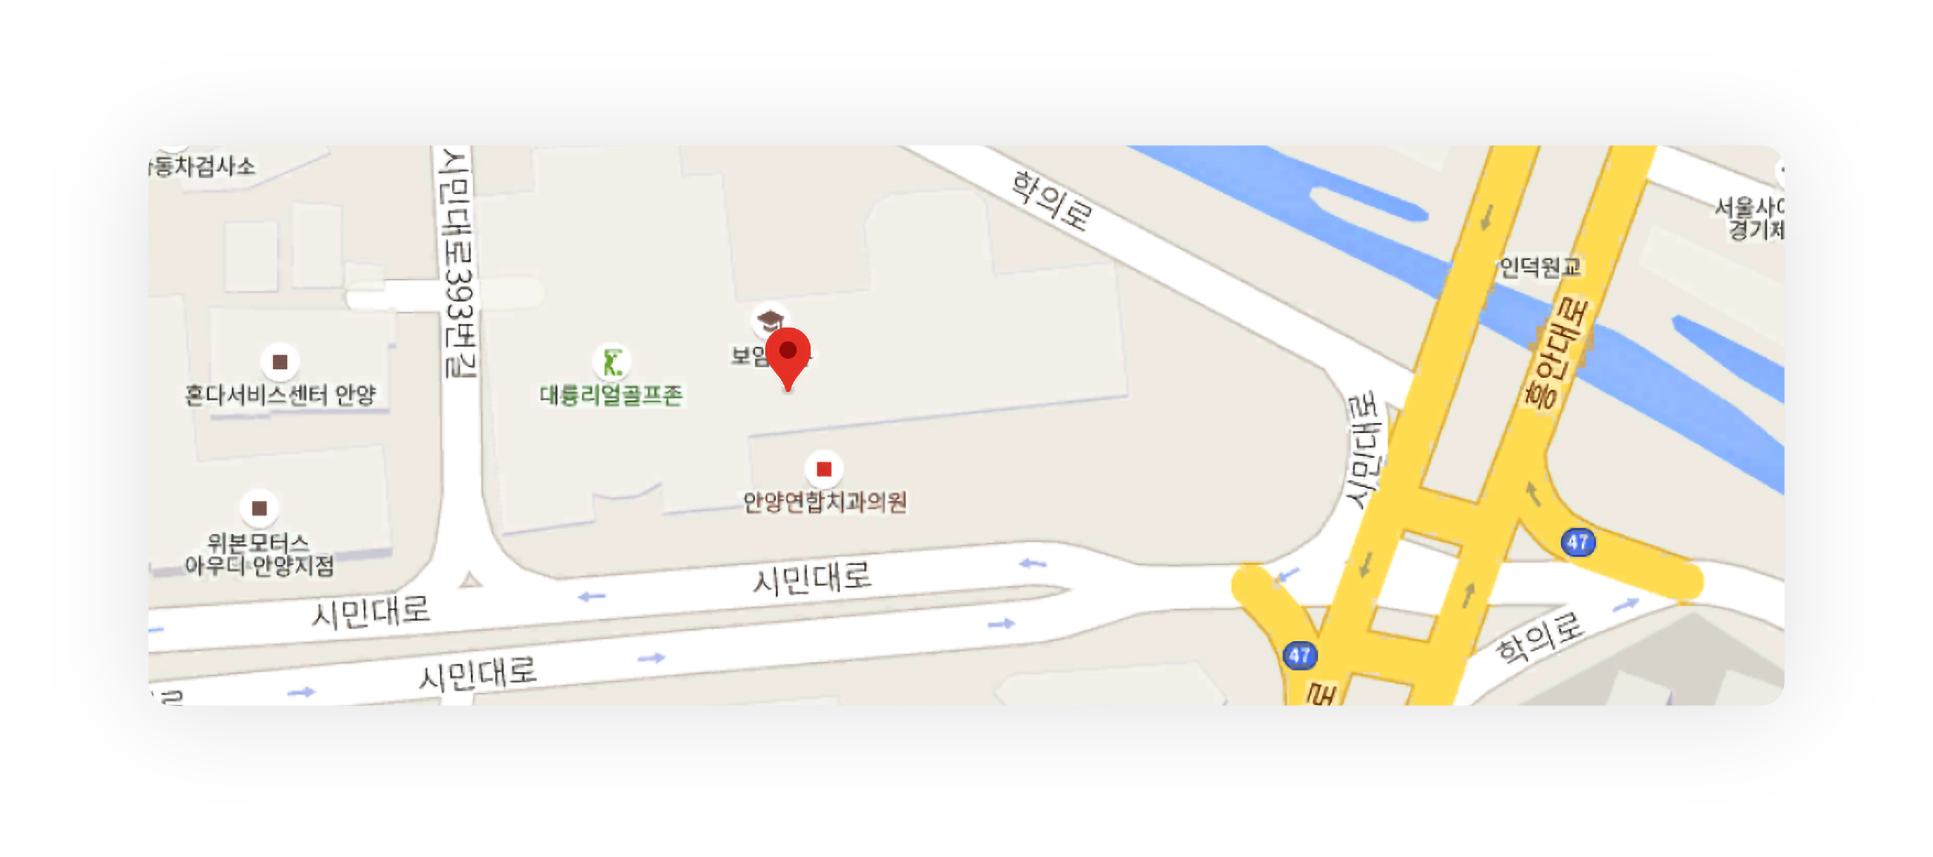 동차검사소
시민대로393번길
학의로
서울사
경기제
인덕원교
흥안대로
혼다서비스센터 안양
대륭리얼골프존
시민대로
안양연합치과의원
위본모터스
아우디 안양지점
47
시민대로
시민대로
학의로
47
시민대로
로
로